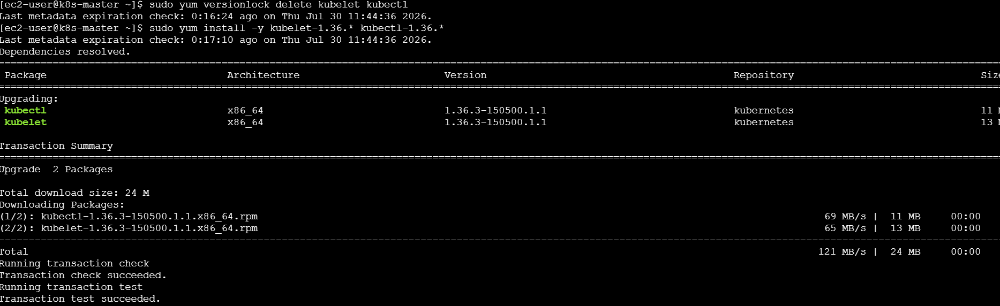 [ec2-user@k8s-master ~]$ sudo yum versionlock delete kubelet kubectl
Last metadata expiration check: 0:16:24 ago on Thu Jul 30 11:44:36 2026.
[ec2-user@k8s-master ~]$ sudo yum install -y kubelet-1.36.* kubectl-1.36.*
Last metadata expiration check: 0:17:10 ago on Thu Jul 30 11:44:36 2026.
Dependencies resolved.
Package Architecture Version Repository Size
Upgrading:
kubectl x86_64 1.36.3-150500.1.1 kubernetes 11 M
kubelet x86_64 1.36.3-150500.1.1 kubernetes 13 M
Transaction Summary
Upgrade 2 Packages
Total download size: 24 M
Downloading Packages:
(1/2): kubectl-1.36.3-150500.1.1.x86_64.rpm 69 MB/s | 11 MB 00:00
(2/2): kubelet-1.36.3-150500.1.1.x86_64.rpm 65 MB/s | 13 MB 00:00
Total 121 MB/s | 24 MB 00:00
Running transaction check
Transaction check succeeded.
Running transaction test
Transaction test succeeded.